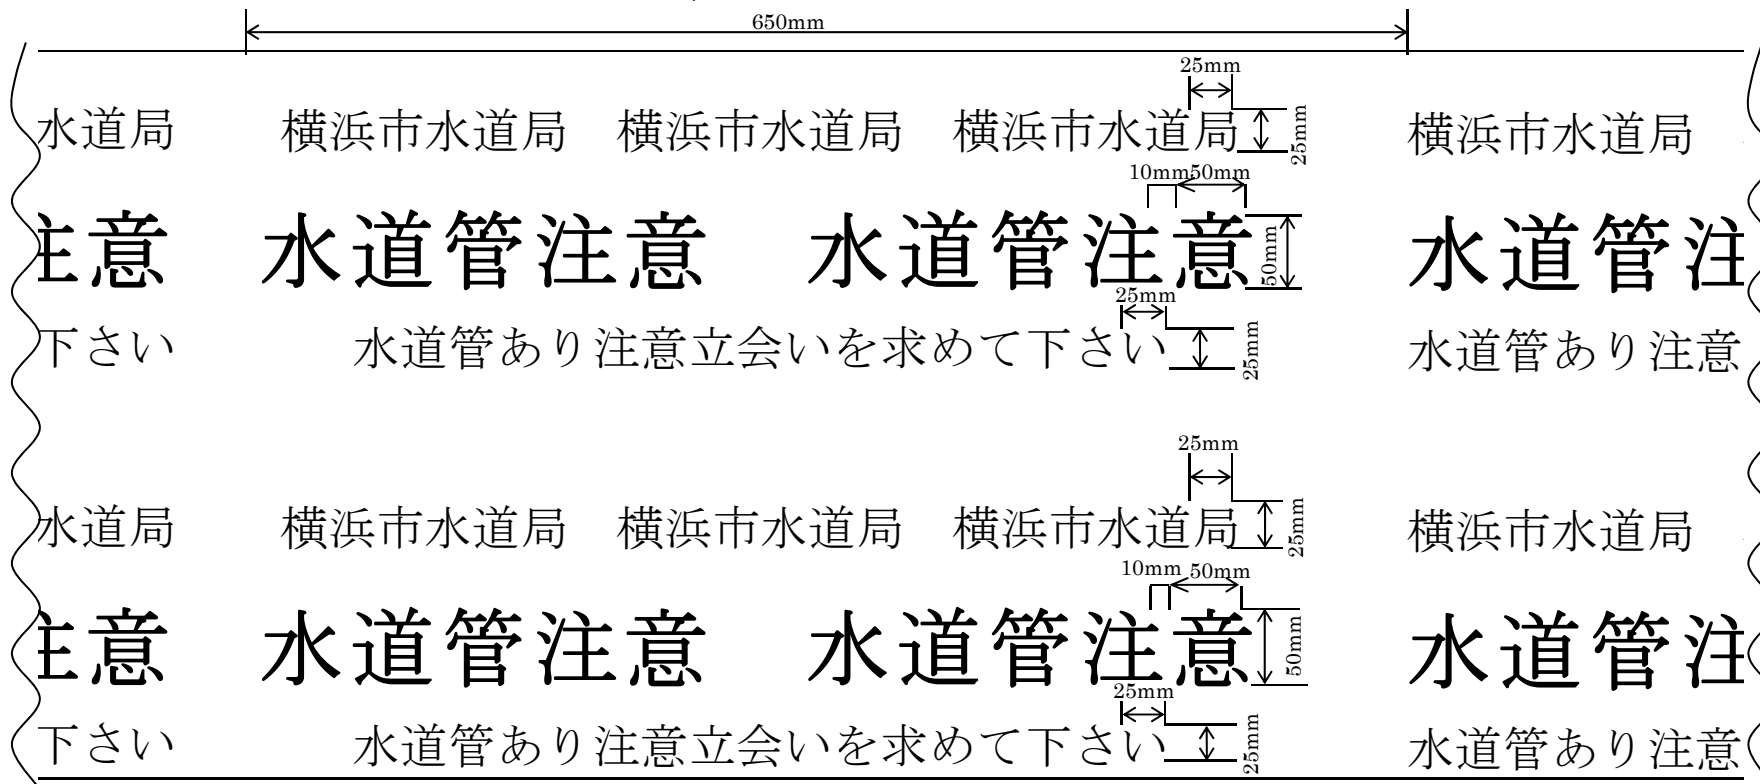 650mm
25mm
水道局 横浜市水道局 横浜市水道局 横浜市水道局 25mm 横浜市水道局
10mm 50mm
注意 水道管注意 水道管注意 50mm 水道管注
25mm
下さい 水道管あり注意立会いを求めて下さい 25mm 水道管あり注意
25mm
水道局 横浜市水道局 横浜市水道局 横浜市水道局 25mm 横浜市水道局
10mm 50mm
注意 水道管注意 水道管注意 50mm 水道管注
25mm
下さい 水道管あり注意立会いを求めて下さい 25mm 水道管あり注意